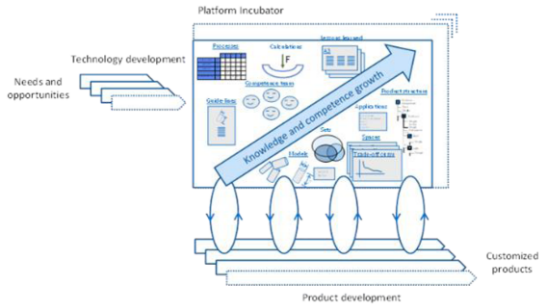 Platform Incubator
Technology development
Needs and
opportunities
Processes
Calculations
Lessons learned
F
A3
Competence teams
Product structure
Guide lines
Applications
Knowledge and competence growth
Sets
Models
Trade-off curves
Customized
products
Product development